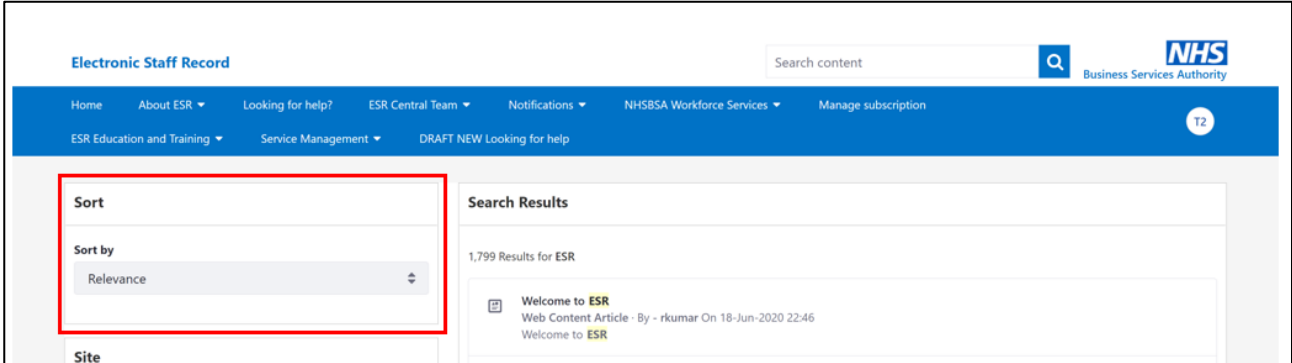 Electronic Staff Record
Search content
NHS
Business Services Authority
Home About ESR Looking for help? ESR Central Team Notifications NHSBSA Workforce Services Manage subscription
T2
ESR Education and Training Service Management DRAFT NEW Looking for help
Sort
Sort by
Relevance
Site
Search Results
1,799 Results for ESR
Welcome to ESR
Web Content Article · By - rkumar On 18-Jun-2020 22:46
Welcome to ESR